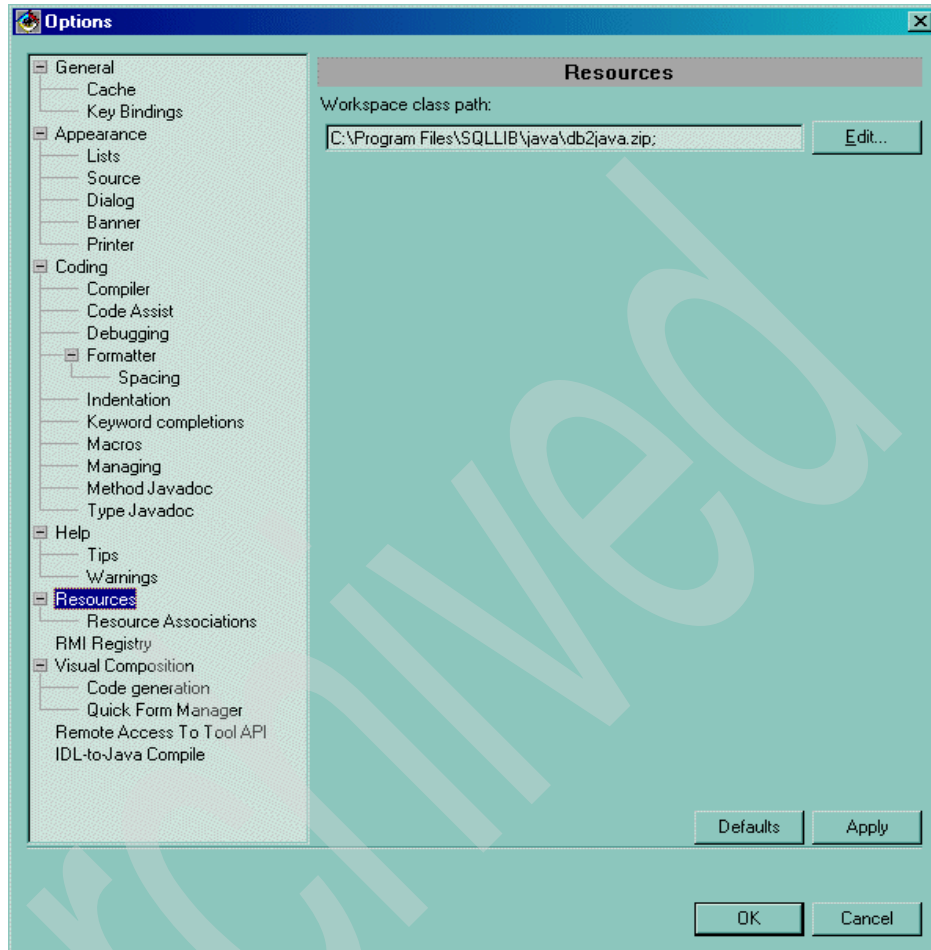 Options
General
Cache
Key Bindings
Appearance
Lists
Source
Dialog
Banner
Printer
Coding
Compiler
Code Assist
Debugging
Formatter
Spacing
Indentation
Keyword completions
Macros
Managing
Method Javadoc
Type Javadoc
Help
Tips
Warnings
Resources
Resource Associations
RMI Registry
Visual Composition
Code generation
Quick Form Manager
Remote Access To Tool API
IDL-to-Java Compile
Resources
Workspace class path:
C:\Program Files\SQLLIB\java\db2java.zip;
Edit...
Defaults
Apply
OK
Cancel
rchived